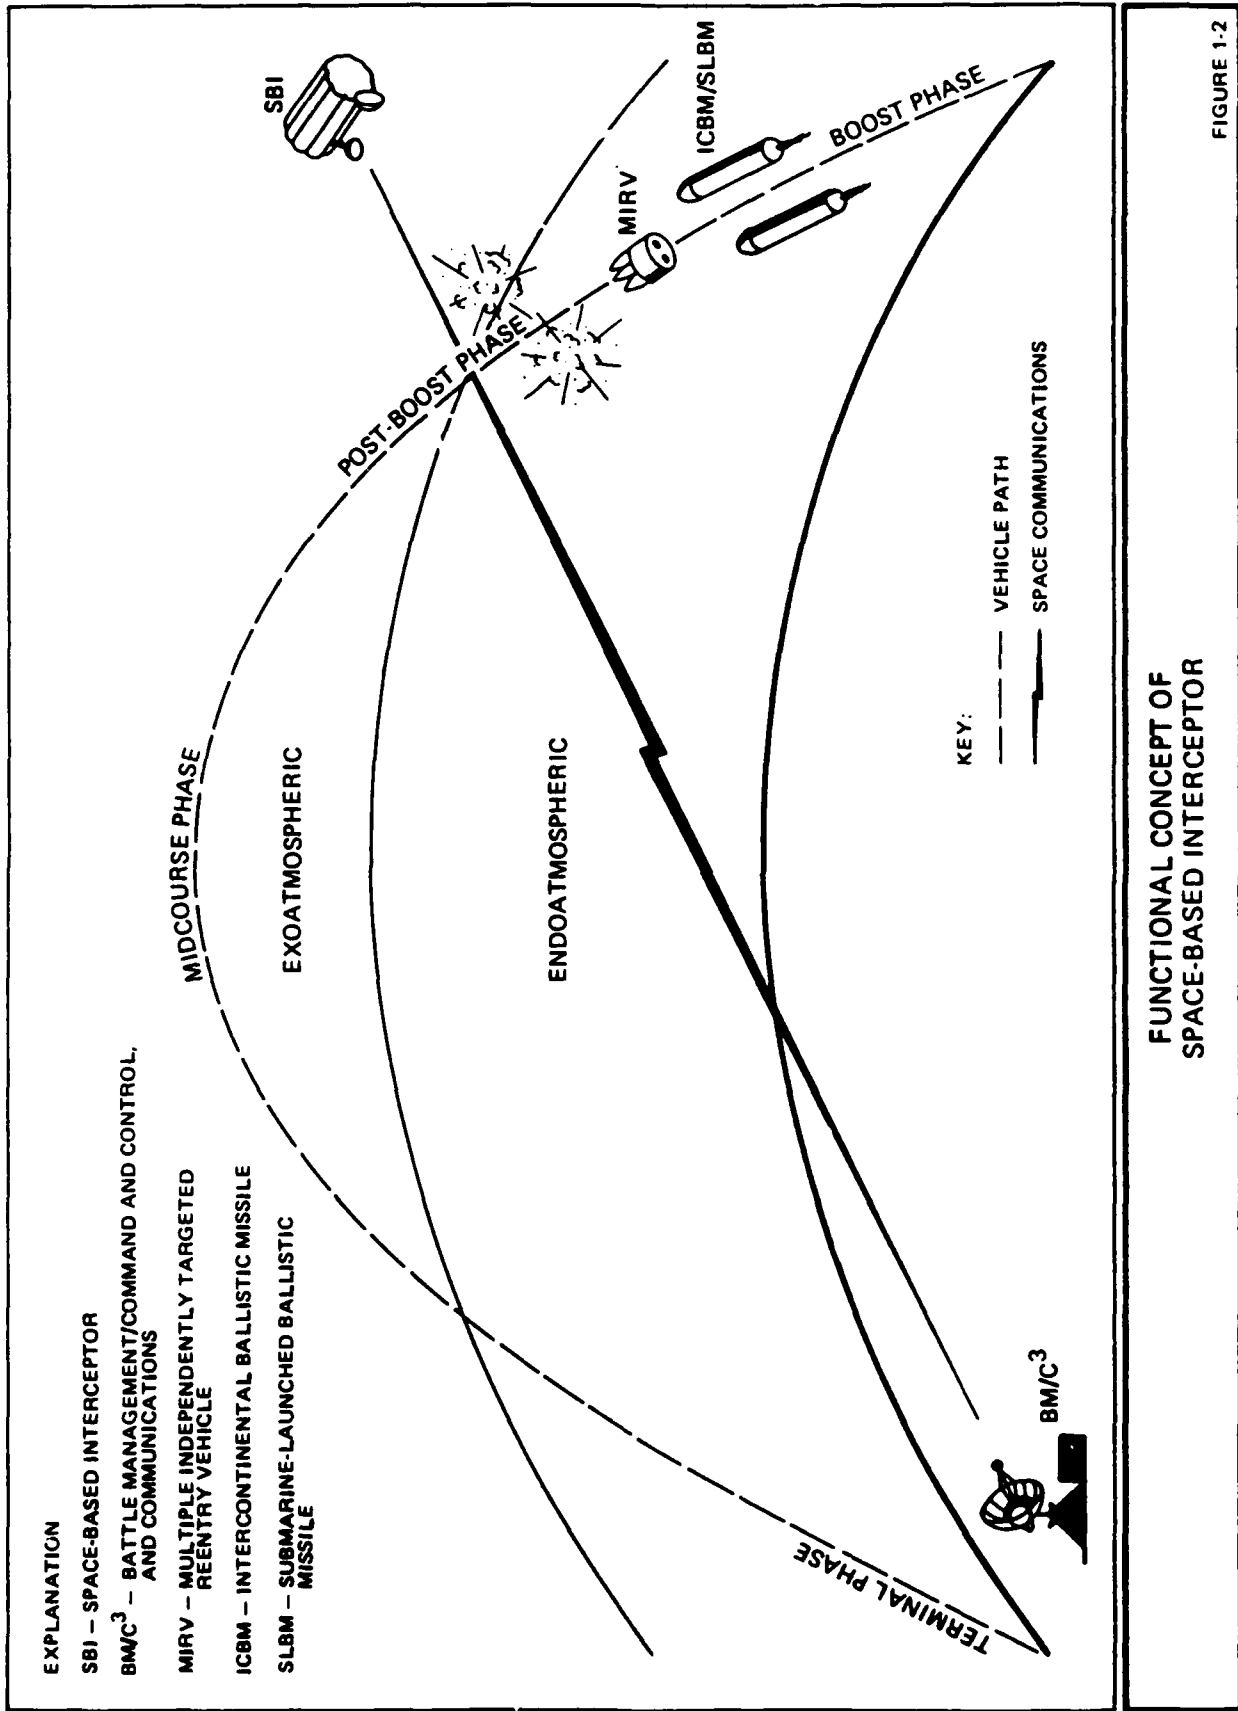 EXPLANATION
SBI – SPACE-BASED INTERCEPTOR
BM/C³ – BATTLE MANAGEMENT/COMMAND AND CONTROL,
AND COMMUNICATIONS
MIRV – MULTIPLE INDEPENDENTLY TARGETED
REENTRY VEHICLE
ICBM – INTERCONTINENTAL BALLISTIC MISSILE
SLBM – SUBMARINE-LAUNCHED BALLISTIC
MISSILE
MIDCOURSE PHASE
SBI
POST-BOOST PHASE
EXOATMOSPHERIC
MIRV
ICBM/SLBM
ENDOATMOSPHERIC
BOOST PHASE
TERMINAL PHASE
KEY:
VEHICLE PATH
SPACE COMMUNICATIONS
BM/C³
FUNCTIONAL CONCEPT OF
SPACE-BASED INTERCEPTOR
FIGURE 1-2